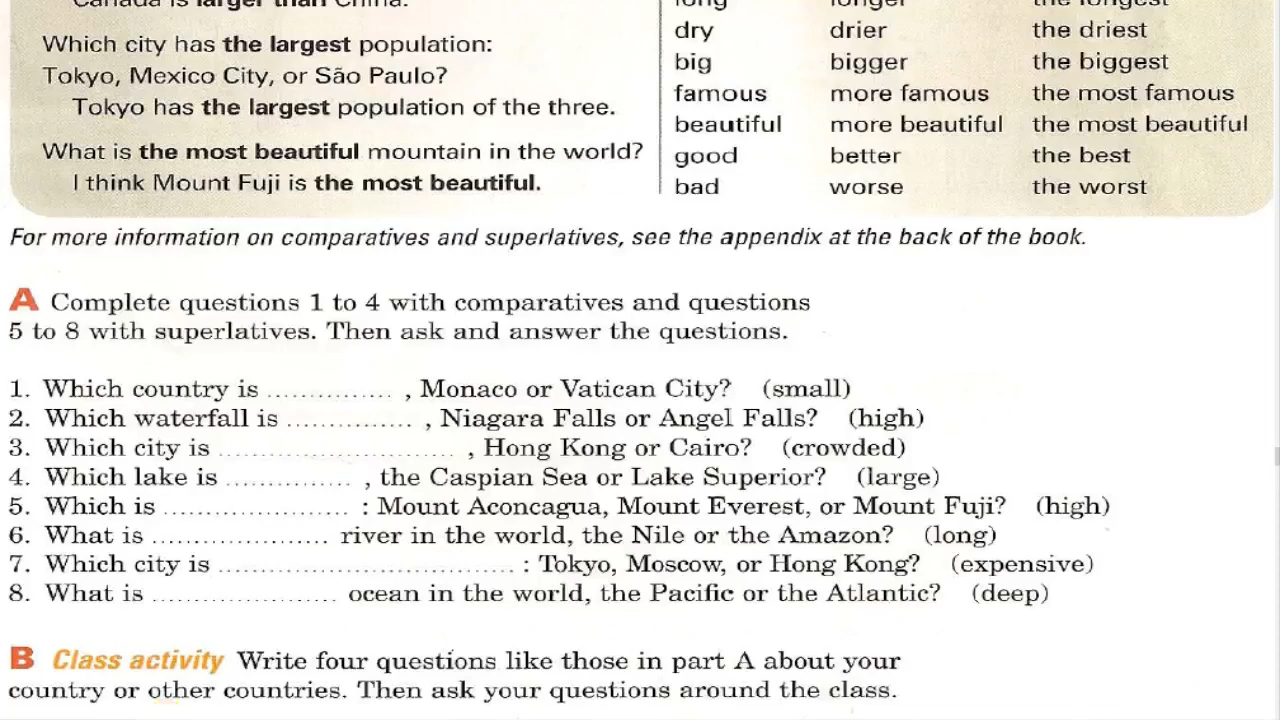 Canada is larger than China.
long longer the longest
Which city has the largest population:
Tokyo, Mexico City, or São Paulo?
Tokyo has the largest population of the three.
What is the most beautiful mountain in the world?
I think Mount Fuji is the most beautiful.
dry drier the driest
big bigger the biggest
famous more famous the most famous
beautiful more beautiful the most beautiful
good better the best
bad worse the worst
For more information on comparatives and superlatives, see the appendix at the back of the book.
A Complete questions 1 to 4 with comparatives and questions
5 to 8 with superlatives. Then ask and answer the questions.
1. Which country is ............... , Monaco or Vatican City? (small)
2. Which waterfall is ............... , Niagara Falls or Angel Falls? (high)
3. Which city is ............................ , Hong Kong or Cairo? (crowded)
4. Which lake is ............... , the Caspian Sea or Lake Superior? (large)
5. Which is ...................... : Mount Aconcagua, Mount Everest, or Mount Fuji? (high)
6. What is ..................... river in the world, the Nile or the Amazon? (long)
7. Which city is ................................... : Tokyo, Moscow, or Hong Kong? (expensive)
8. What is ...................... ocean in the world, the Pacific or the Atlantic? (deep)
B Class activity Write four questions like those in part A about your
country or other countries. Then ask your questions around the class.